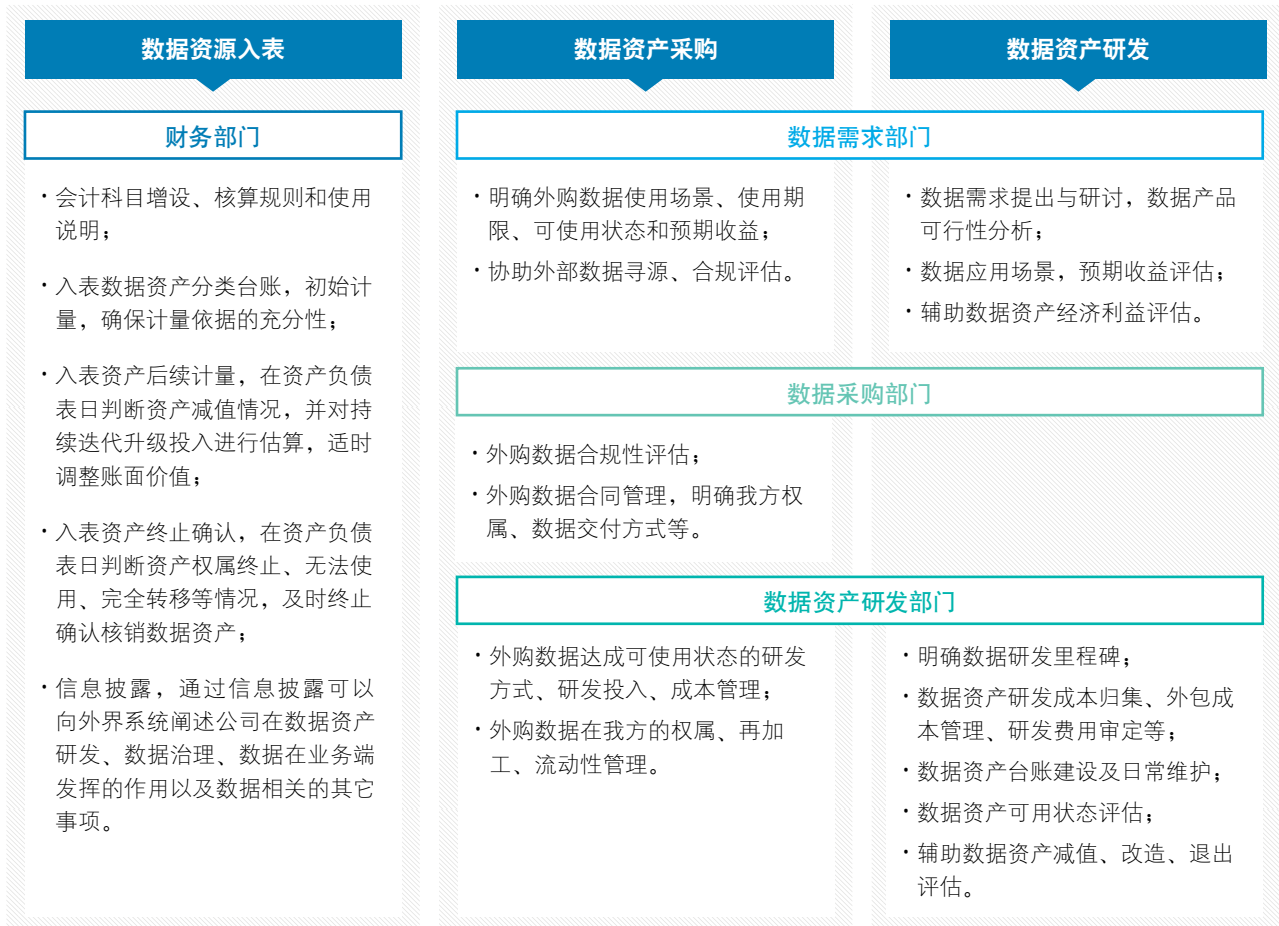 数据资源入表
财务部门
·会计科目增设、核算规则和使用
说明；
·入表数据资产分类台账，初始计
量，确保计量依据的充分性；
·入表资产后续计量，在资产负债
表日判断资产减值情况，并对持
续迭代升级投入进行估算，适时
调整账面价值；
·入表资产终止确认，在资产负债
表日判断资产权属终止、无法使
用、完全转移等情况，及时终止
确认核销数据资产；
·信息披露，通过信息披露可以
向外界系统阐述公司在数据资产
研发、数据治理、数据在业务端
发挥的作用以及数据相关的其它
事项。
数据资产采购
数据资产研发
数据需求部门
·明确外购数据使用场景、使用期
限、可使用状态和预期收益；
·协助外部数据寻源、合规评估。
·数据需求提出与研讨，数据产品
可行性分析；
·数据应用场景，预期收益评估；
·辅助数据资产经济利益评估。
数据采购部门
·外购数据合规性评估；
·外购数据合同管理，明确我方权
属、数据交付方式等。
数据资产研发部门
·外购数据达成可使用状态的研发
方式、研发投入、成本管理；
·外购数据在我方的权属、再加
工、流动性管理。
·明确数据研发里程碑；
·数据资产研发成本归集、外包成
本管理、研发费用审定等；
·数据资产台账建设及日常维护；
·数据资产可用状态评估；
·辅助数据资产减值、改造、退出
评估。